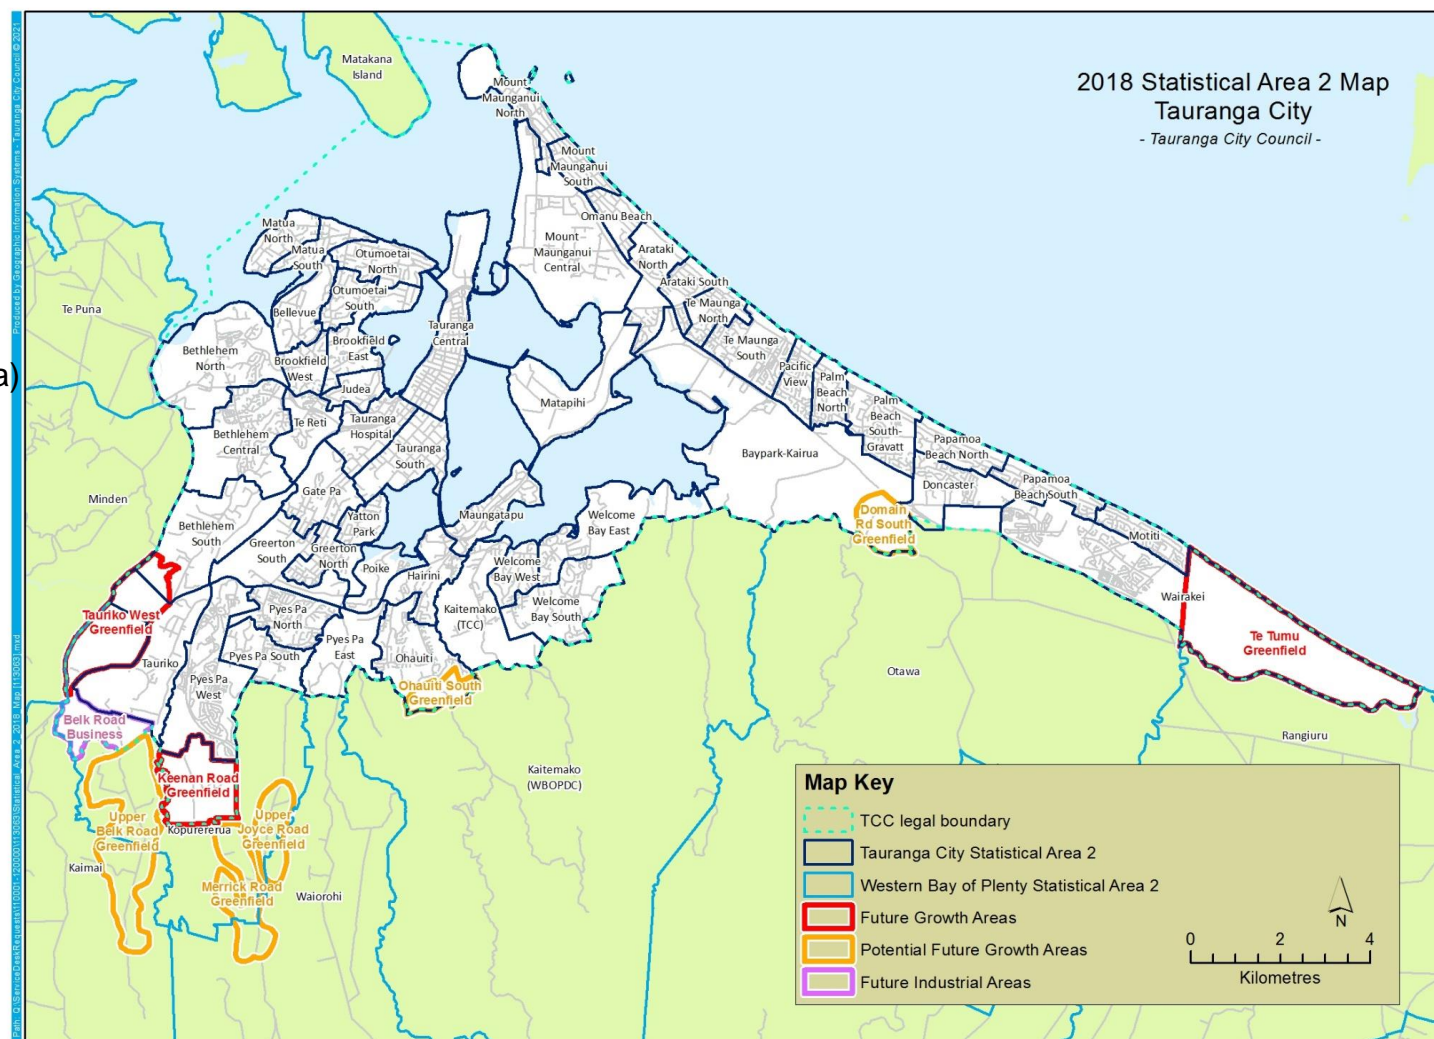 2018 Statistical Area 2 Map
Tauranga City
- Tauranga City Council -
Matakana
Island
Mount
Maunganui
North
Mount
Maunganui
South
Omanu Beach
Mount
Maunganui
Central
Arataki
North
Arataki South
Te Maunga
North
Te Maunga
South
Pacific
View
Palm
Beach
North
Palm
Beach
South-
Gravatt
Papamoa
Beach North
Doncaster
Papamoa
Beach South
Motiti
Wairakei
Te Tumu
Greenfield
Matua
North
Matua
South
Otumoetai
North
Otumoetai
South
Bellevue
Brookfield
East
Brookfield
West
Judea
Tauranga
Central
Te Puna
Bethlehem
North
Bethlehem
Central
Te Reti
Tauranga
Hospital
Tauranga
South
Matapihi
Baypark-Kairua
Domain
Rd South
Greenfield
Minden
Gate Pa
Yatton
Park
Bethlehem
South
Greerton
South
Greerton
North
Maungatapu
Welcome
Bay East
Poike
Hairini
Welcome
Bay West
Welcome
Bay South
Kaitemako
(TCC)
Tauriko West
Greenfield
Tauriko
Pyes Pa
North
Pyes Pa South
Pyes Pa
East
Pyes Pa
West
Ohauiti
Ohauiti South
Greenfield
Otawa
Rangiuru
Belk Road
Business
Keenan Road
Greenfield
Kopurererua
Upper
Belk Road
Greenfield
Upper
Joyce Road
Greenfield
Merrick Road
Greenfield
Kaimai
Waiorohi
Kaitemako
(WBOPDC)
Map Key
TCC legal boundary
Tauranga City Statistical Area 2
Western Bay of Plenty Statistical Area 2
Future Growth Areas
Potential Future Growth Areas
Future Industrial Areas
N
0 2 4
Kilometres
a)
Produced by Geographic Information Systems - Tauranga City Council © 2021